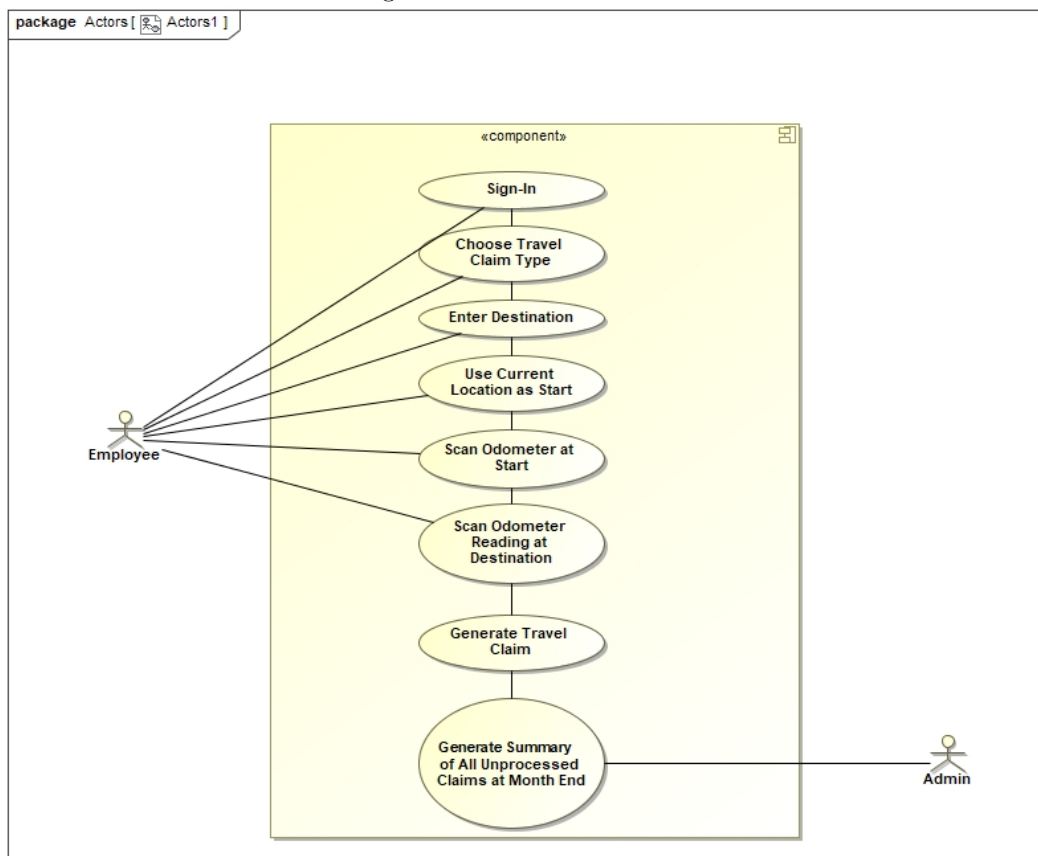 package Actors [ Actors1 ]
«component»
Sign-In
Choose Travel
Claim Type
Enter Destination
Use Current
Location as Start
Scan Odometer at
Start
Employee
Scan Odometer
Reading at
Destination
Generate Travel
Claim
Generate Summary
of All Unprocessed
Claims at Month End
Admin